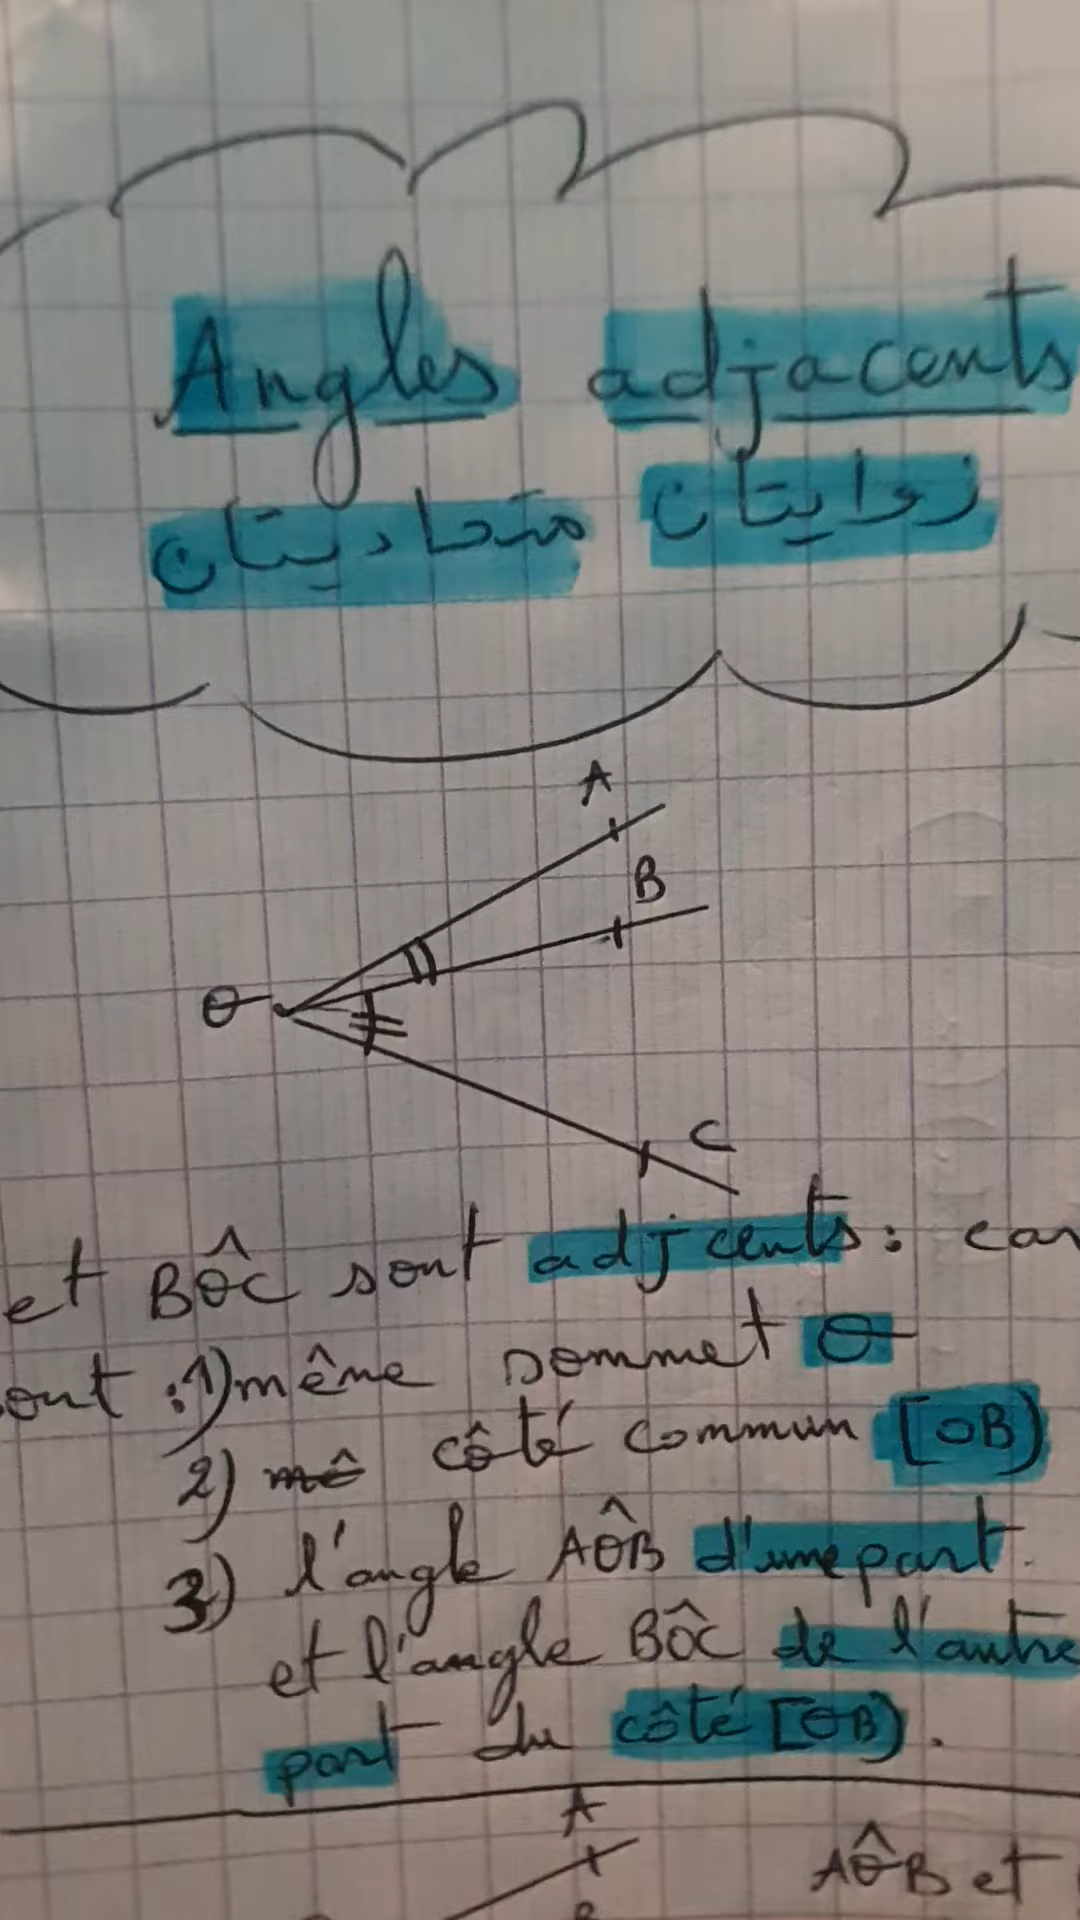 Angles adjacents
زوايتان متحاديتان
A
B
O
C
et BÔC sont adjcents: car
ont :1) même sommet O
2) mê côté commun [OB)
3) l'angle AÔB d'une part.
et l'angle BÔC de l'autre
part du côté [OB).
A
AÔB et
B